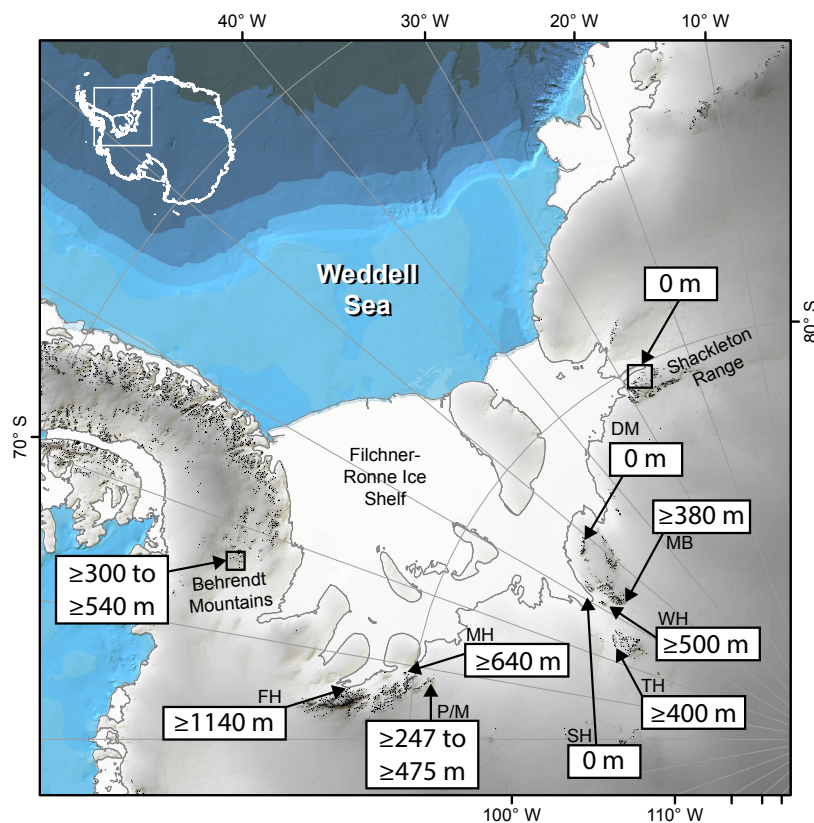 40° W
30° W
20° W
10° W
Weddell
Sea
0 m
80° S
Shackleton
Range
DM
0 m
70° S
Filchner-
Ronne Ice
Shelf
≥380 m
MB
≥300 to
≥540 m
Behrendt
Mountains
WH
≥500 m
MH
≥640 m
TH
≥400 m
FH
≥1140 m
P/M
≥247 to
≥475 m
SH
0 m
100° W
110° W